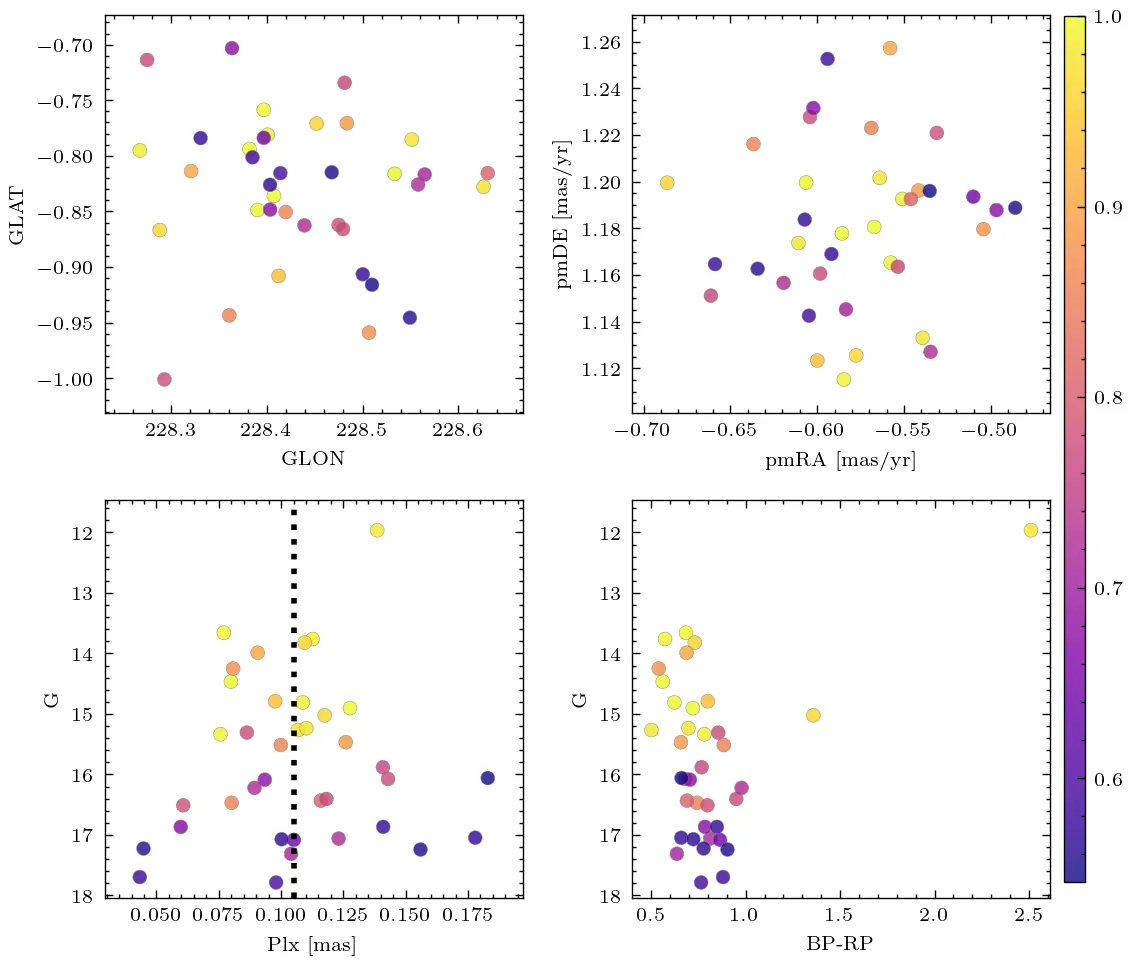 −0.70
−0.75
−0.80
−0.85
−0.90
−0.95
−1.00
GLAT
228.3 228.4 228.5 228.6
GLON
1.26
1.24
1.22
1.20
1.18
1.16
1.14
1.12
pmDE [mas/yr]
−0.70 −0.65 −0.60 −0.55 −0.50
pmRA [mas/yr]
1.0
0.9
0.8
0.7
0.6
12
13
14
15
16
17
18
G
0.050 0.075 0.100 0.125 0.150 0.175
Plx [mas]
12
13
14
15
16
17
18
G
0.5 1.0 1.5 2.0 2.5
BP-RP